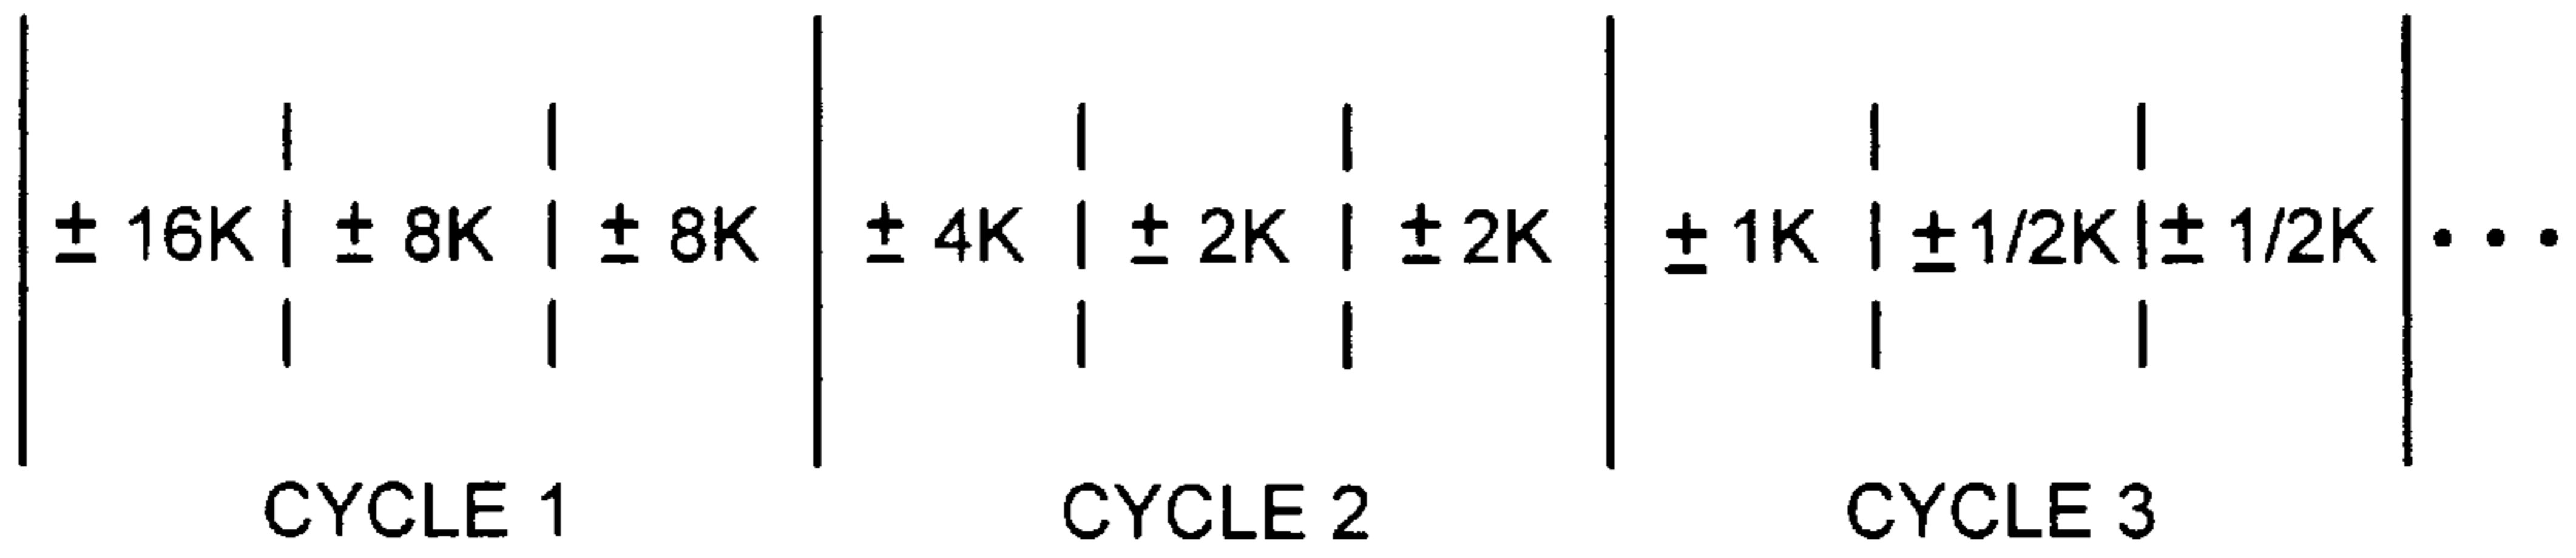 ± 16K ± 8K ± 8K ± 4K ± 2K ± 2K ± 1K ± 1/2K ± 1/2K • • •
CYCLE 1 CYCLE 2 CYCLE 3